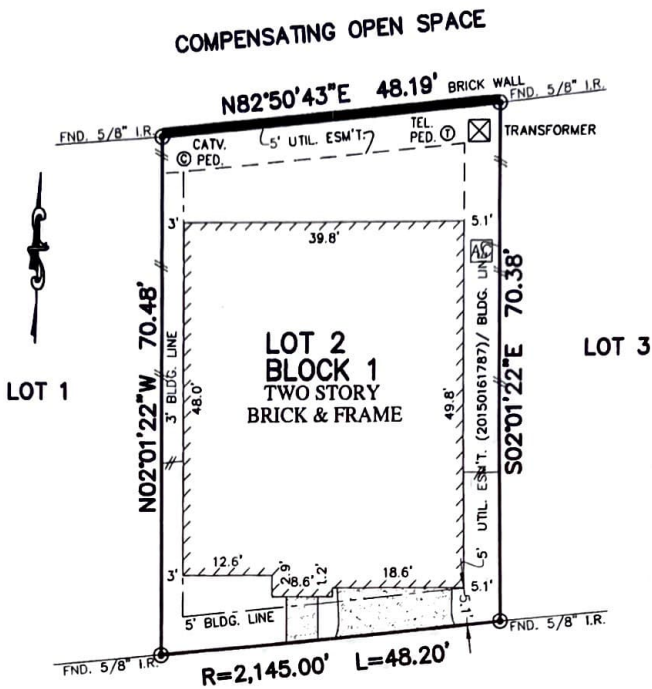 COMPENSATING OPEN SPACE
N82°50'43"E 48.19'
BRICK WALL
FND. 5/8" I.R.
FND. 5/8" I.R.
5' UTIL. ESM'T.
CATV.
PED.
C
TEL.
PED.
T
TRANSFORMER
3'
5.1'
39.8'
AC
N02°01'22"W 70.48'
3' BLDG. LINE
48.0'
LOT 2
BLOCK 1
TWO STORY
BRICK & FRAME
49.8'
5' UTIL. ESM'T. (20150161787)/ BLDG. LINE
S02°01'22"E 70.38'
LOT 1
LOT 3
12.6'
2.9'
8.6'
1.2'
18.6'
3'
5.1'
5.1'
5' BLDG. LINE
FND. 5/8" I.R.
FND. 5/8" I.R.
R=2,145.00' L=48.20'